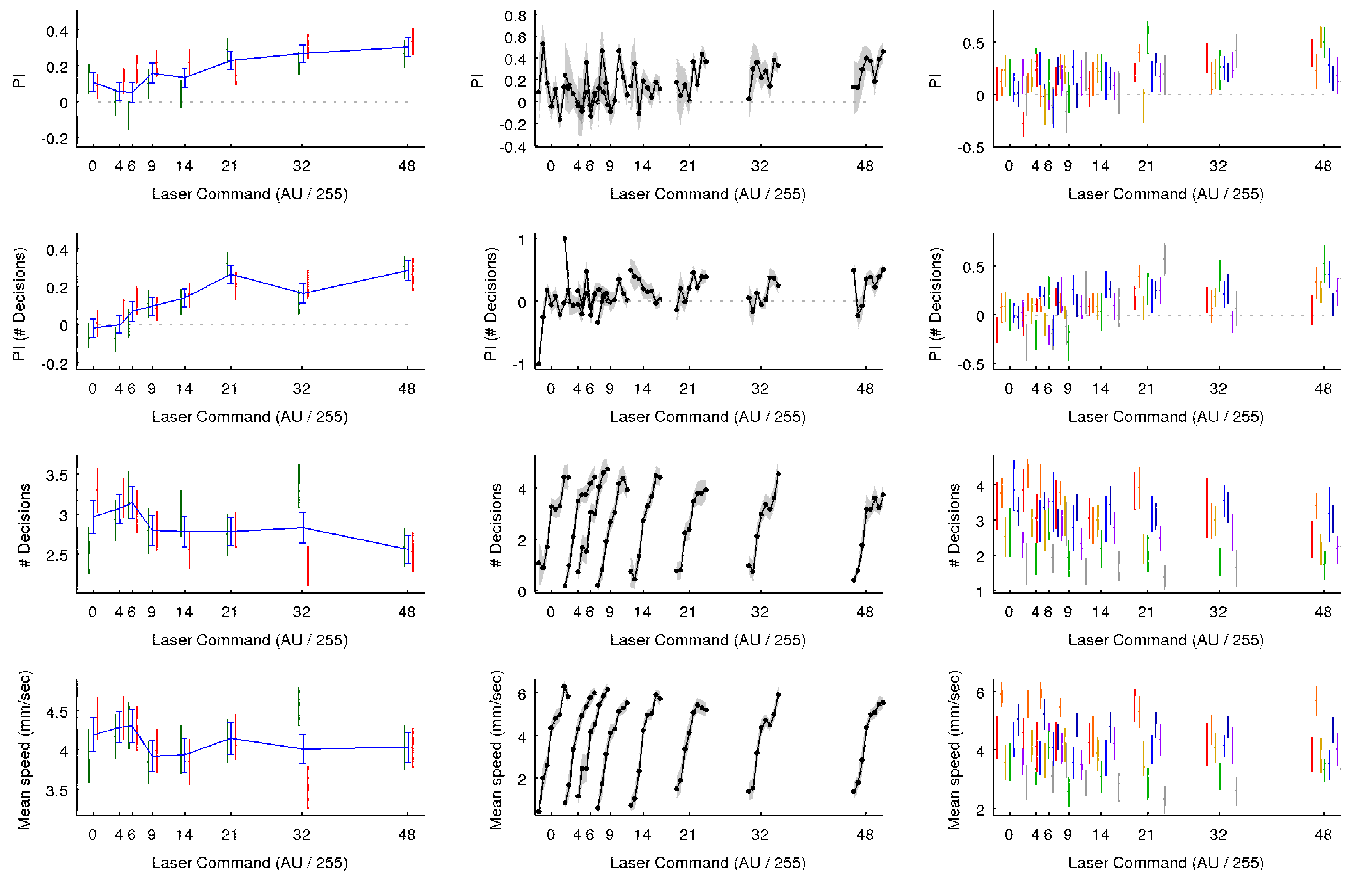 PI
0.4
0.2
0
-0.2
0 4 6 9 14 21 32 48
Laser Command (AU / 255)
PI
0.8
0.6
0.4
0.2
0
-0.2
-0.4
0 4 6 9 14 21 32 48
Laser Command (AU / 255)
PI
0.5
0
-0.5
0 4 6 9 14 21 32 48
Laser Command (AU / 255)
PI (# Decisions)
0.4
0.2
0
-0.2
0 4 6 9 14 21 32 48
Laser Command (AU / 255)
PI (# Decisions)
1
0
-1
0 4 6 9 14 21 32 48
Laser Command (AU / 255)
PI (# Decisions)
0.5
0
-0.5
0 4 6 9 14 21 32 48
Laser Command (AU / 255)
# Decisions
3.5
3
2.5
0 4 6 9 14 21 32 48
Laser Command (AU / 255)
# Decisions
4
2
0
0 4 6 9 14 21 32 48
Laser Command (AU / 255)
# Decisions
4
3
2
1
0 4 6 9 14 21 32 48
Laser Command (AU / 255)
Mean speed (mm/sec)
4.5
4
3.5
0 4 6 9 14 21 32 48
Laser Command (AU / 255)
Mean speed (mm/sec)
6
4
2
0 4 6 9 14 21 32 48
Laser Command (AU / 255)
Mean speed (mm/sec)
6
4
2
0 4 6 9 14 21 32 48
Laser Command (AU / 255)